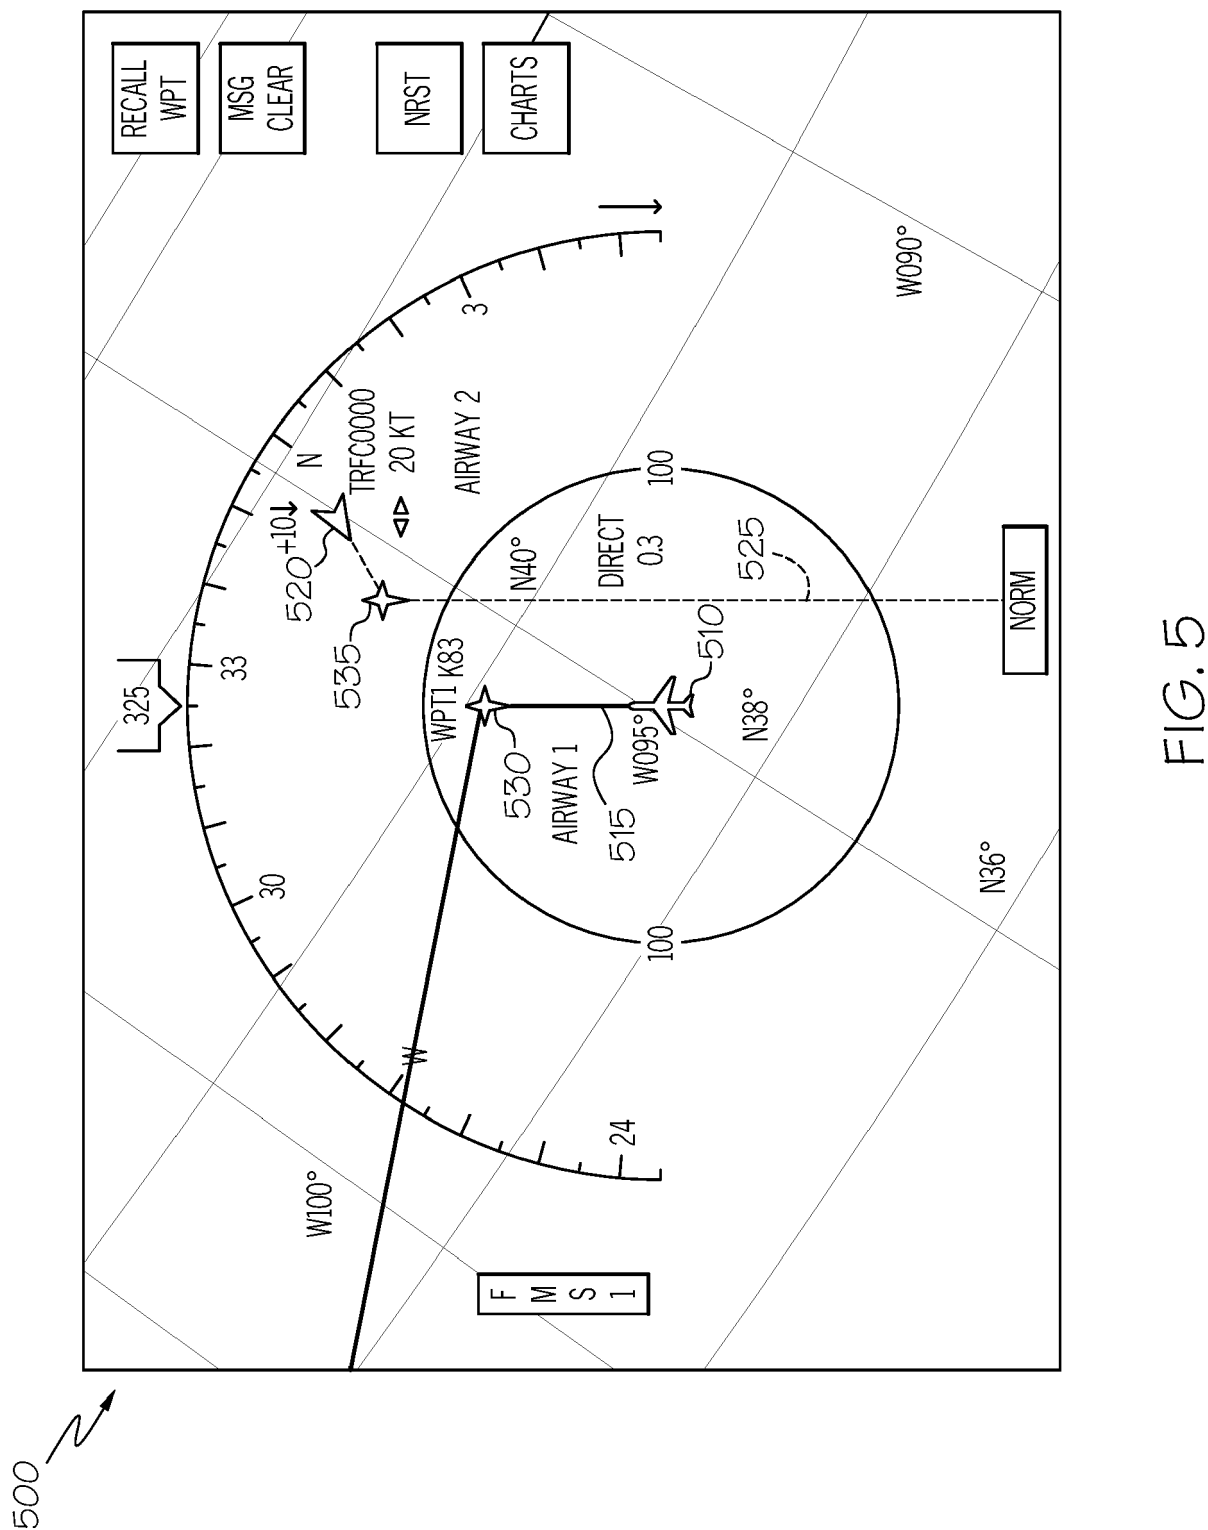 500
RECALL
WPT
MSG
CLEAR
NRST
CHARTS
325
33
30
3
N
W
24
+10
520
TRFC0000
20 KT
AIRWAY 2
535
WPT1
K83
530
N40°
DIRECT
0.3
525
AIRWAY 1
515
W095°
510
100
100
N38°
W090°
N36°
W100°
F
M
S
1
NORM
FIG. 5